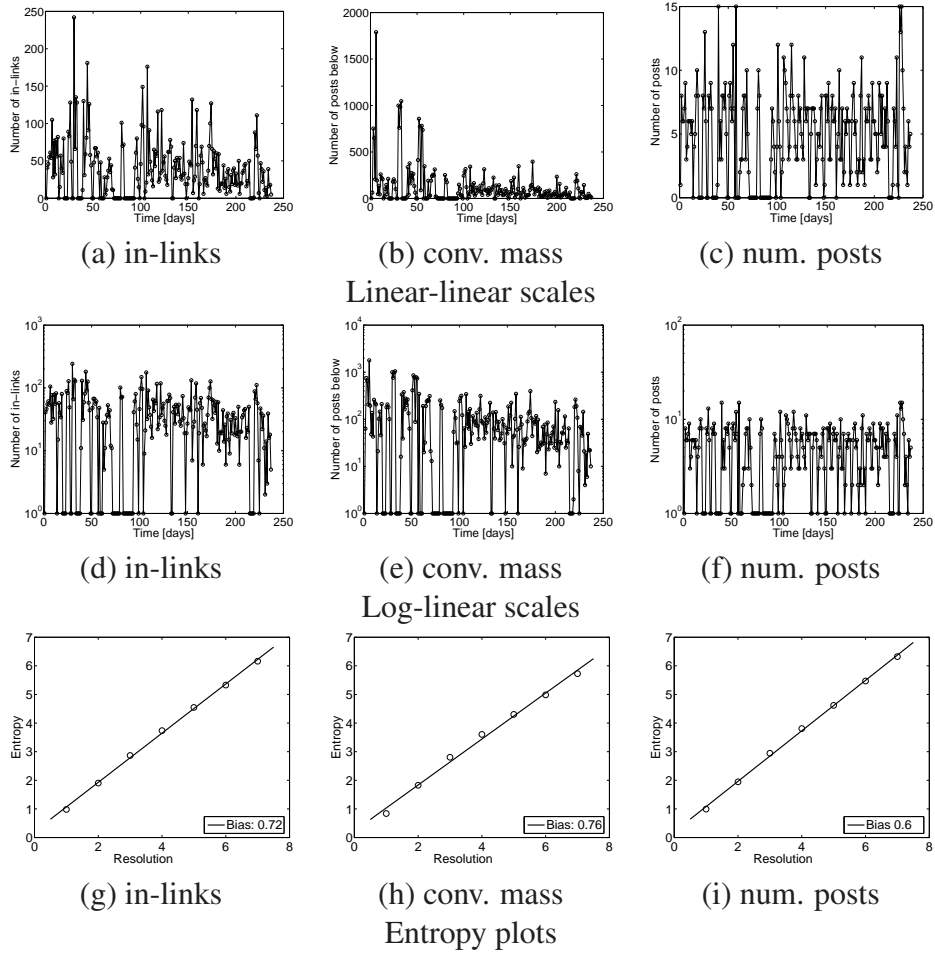 250
200
150
100
50
0
Number of in−links
0 50 100 150 200 250
Time [days]
(a) in-links
2000
1500
1000
500
0
Number of posts below
0 50 100 150 200 250
Time [days]
(b) conv. mass
15
10
5
0
Number of posts
0 50 100 150 200 250
Time [days]
(c) num. posts
Linear-linear scales
10^3
10^2
10^1
10^0
Number of in−links
0 50 100 150 200 250
Time [days]
(d) in-links
10^4
10^3
10^2
10^1
10^0
Number of posts below
0 50 100 150 200 250
Time [days]
(e) conv. mass
10^2
10^1
10^0
Number of posts
0 50 100 150 200 250
Time [days]
(f) num. posts
Log-linear scales
7
6
5
4
3
2
1
0
Entropy
Bias: 0.72
0 2 4 6 8
Resolution
(g) in-links
7
6
5
4
3
2
1
0
Entropy
Bias: 0.76
0 2 4 6 8
Resolution
(h) conv. mass
7
6
5
4
3
2
1
0
Entropy
Bias 0.6
0 2 4 6 8
Resolution
(i) num. posts
Entropy plots